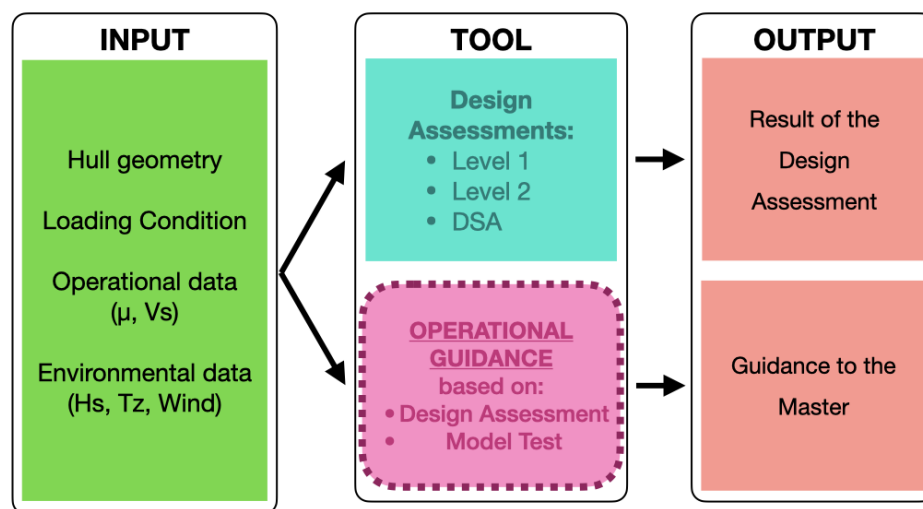 INPUT
Hull geometry
Loading Condition
Operational data
(μ, Vs)
Environmental data
(Hs, Tz, Wind)
TOOL
Design
Assessments:
• Level 1
• Level 2
• DSA
OPERATIONAL
GUIDANCE
based on:
• Design Assessment
• Model Test
OUTPUT
Result of the
Design
Assessment
Guidance to the
Master